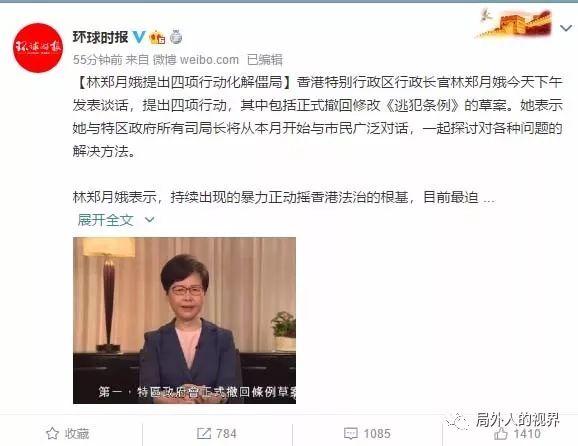 环球时报
环球时报
55分钟前 来自 微博 weibo.com 已编辑
【林郑月娥提出四项行动化解僵局】香港特别行政区行政长官林郑月娥今天下午
发表谈话，提出四项行动，其中包括正式撤回修改《逃犯条例》的草案。她表示
她与特区政府所有司局长将从本月开始与市民广泛对话，一起探讨对各种问题的
解决方法。
林郑月娥表示，持续出现的暴力正动摇香港法治的根基，目前最迫 ...
展开全文
第一，特區政府會正式撤回條例草案
收藏
784
1085
1410
局外人的视界